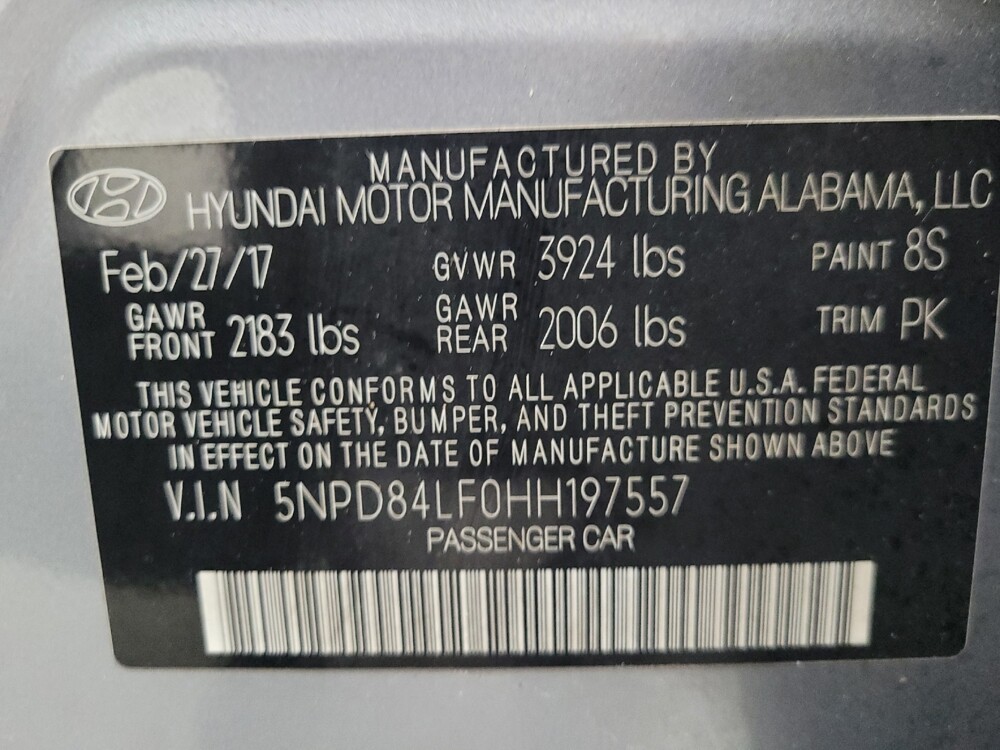 MANUFACTURED BY
HYUNDAI MOTOR MANUFACTURING ALABAMA, LLC
Feb/27/17 GVWR 3924 lbs PAINT 8S
GAWR FRONT 2183 lbs GAWR REAR 2006 lbs TRIM PK
THIS VEHICLE CONFORMS TO ALL APPLICABLE U.S.A. FEDERAL
MOTOR VEHICLE SAFETY, BUMPER, AND THEFT PREVENTION STANDARDS
IN EFFECT ON THE DATE OF MANUFACTURE SHOWN ABOVE
V.I.N 5NPD84LF0HH197557
PASSENGER CAR